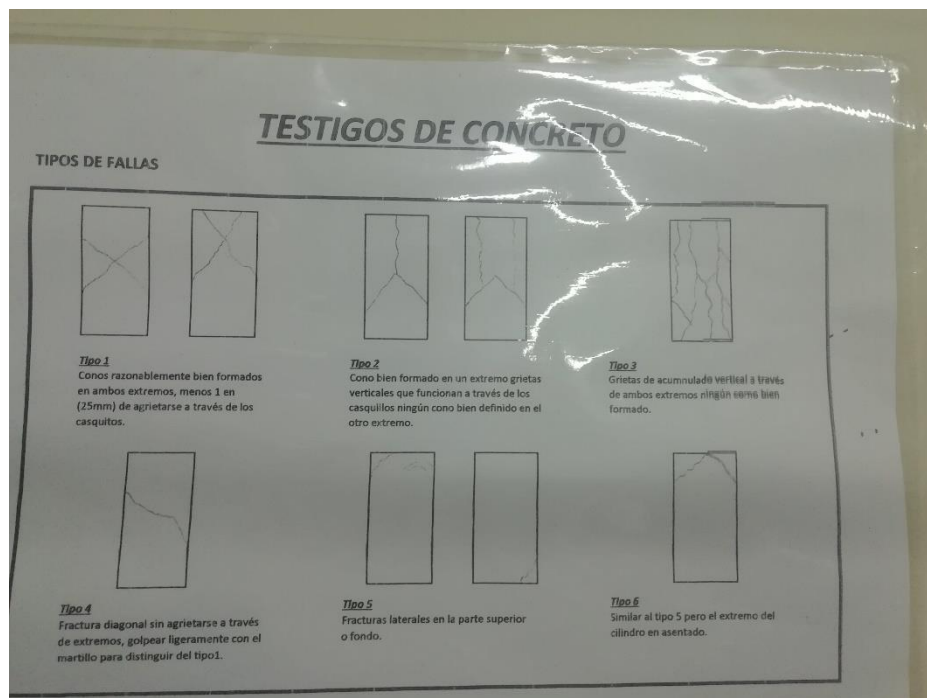 TESTIGOS DE CONCRETO
TIPOS DE FALLAS
Tipo 1
Conos razonablemente bien formados
en ambos extremos, menos 1 en
(25mm) de agrietarse a través de los
casquitos.
Tipo 2
Cono bien formado en un extremo grietas
verticales que funcionan a través de los
casquillos ningún cono bien definido en el
otro extremo.
Tipo 3
Grietas de acumnulado vertical a través
de ambos extremos ningún como bien
formado.
Tipo 4
Fractura diagonal sin agrietarse a través
de extremos, golpear ligeramente con el
martillo para distinguir del tipo1.
Tipo 5
Fracturas laterales en la parte superior
o fondo.
Tipo 6
Similar al tipo 5 pero el extremo del
cilindro en asentado.